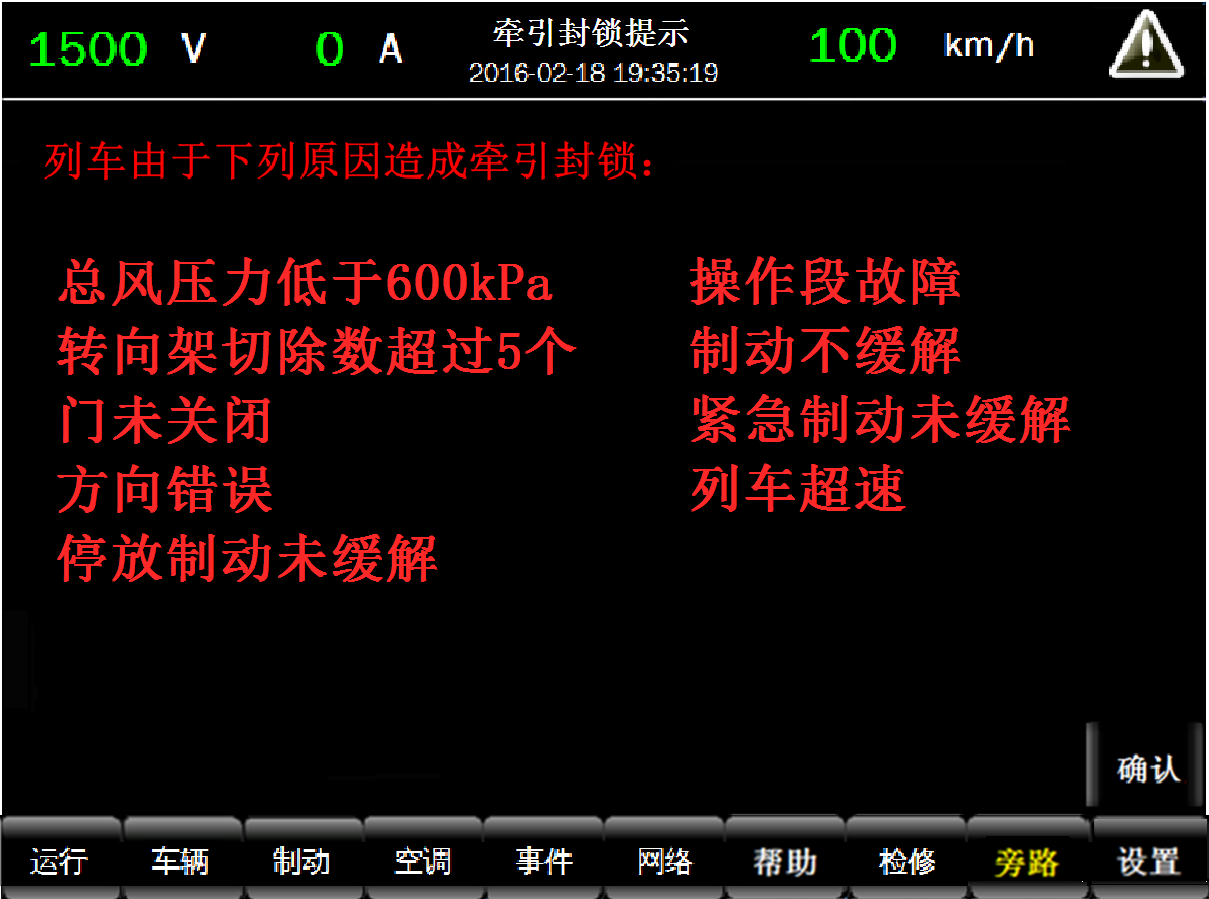 1500 V 0 A 牵引封锁提示 100 km/h
2016-02-18 19:35:19
列车由于下列原因造成牵引封锁:
总风压力低于600kPa 操作段故障
转向架切除数超过5个 制动不缓解
门未关闭 紧急制动未缓解
方向错误 列车超速
停放制动未缓解
确认
运行 车辆 制动 空调 事件 网络 帮助 检修 旁路 设置